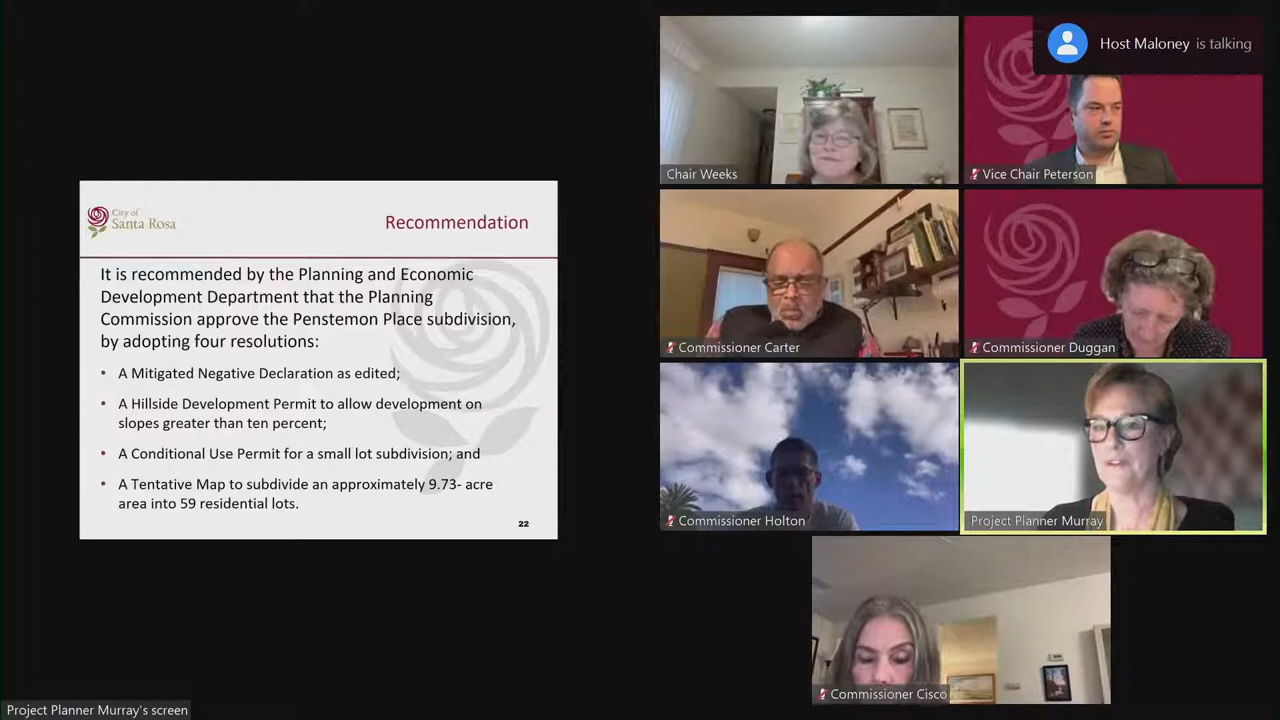 City of
Santa Rosa
Recommendation
It is recommended by the Planning and Economic
Development Department that the Planning
Commission approve the Penstemon Place subdivision,
by adopting four resolutions:
• A Mitigated Negative Declaration as edited;
• A Hillside Development Permit to allow development on
slopes greater than ten percent;
• A Conditional Use Permit for a small lot subdivision; and
• A Tentative Map to subdivide an approximately 9.73- acre
area into 59 residential lots.
22
Host Maloney is talking
Chair Weeks
Vice Chair Peterson
Commissioner Carter
Commissioner Duggan
Commissioner Holton
Project Planner Murray
Commissioner Cisco
Project Planner Murray's screen